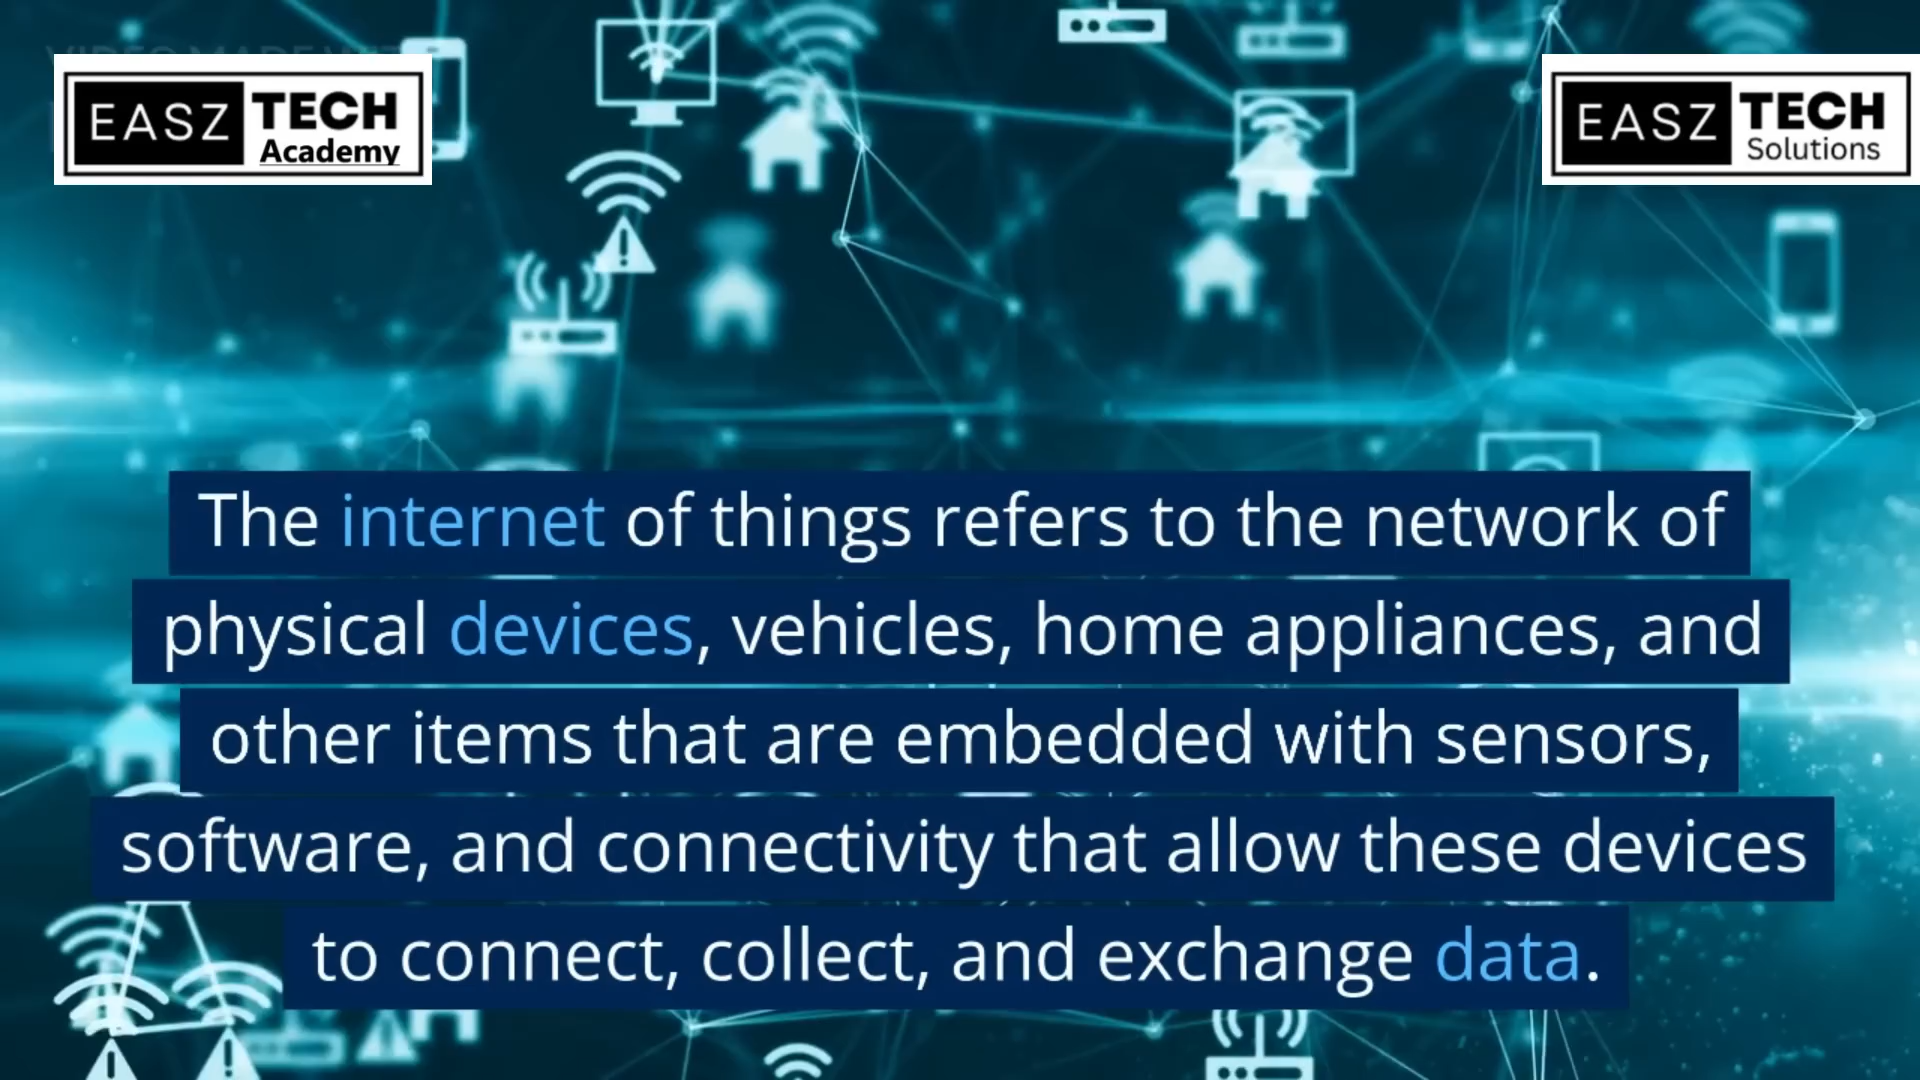 EASZ TECH
Academy
EASZ TECH
Solutions
The internet of things refers to the network of
physical devices, vehicles, home appliances, and
other items that are embedded with sensors,
software, and connectivity that allow these devices
to connect, collect, and exchange data.